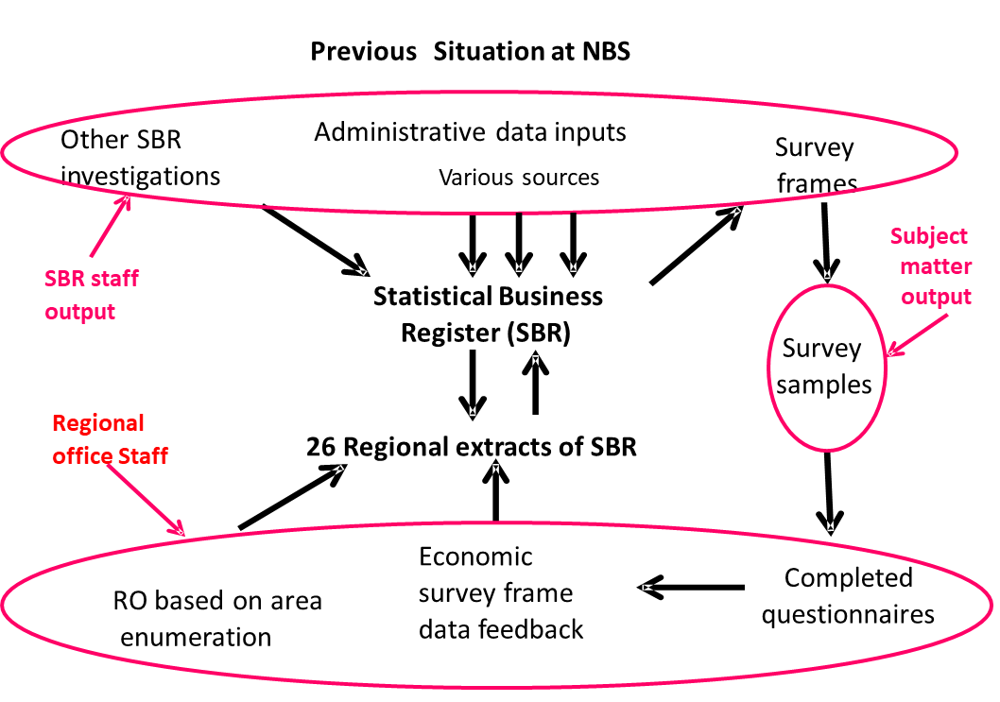 Previous Situation at NBS
Other SBR
investigations
Administrative data inputs
Various sources
Survey
frames
SBR staff
output
Statistical Business
Register (SBR)
Subject
matter
output
Survey
samples
Regional
office Staff
26 Regional extracts of SBR
RO based on area
enumeration
Economic
survey frame
data feedback
Completed
questionnaires